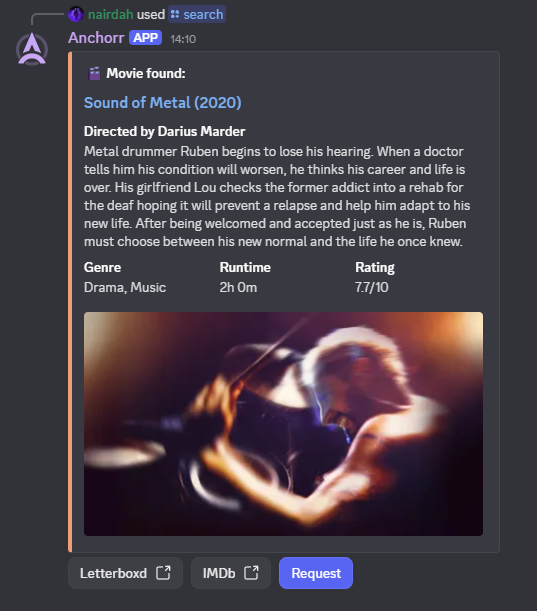 nairdah used search
Anchorr APP 14:10
Movie found:
Sound of Metal (2020)
Directed by Darius Marder
Metal drummer Ruben begins to lose his hearing. When a doctor
tells him his condition will worsen, he thinks his career and life is
over. His girlfriend Lou checks the former addict into a rehab for
the deaf hoping it will prevent a relapse and help him adapt to his
new life. After being welcomed and accepted just as he is, Ruben
must choose between his new normal and the life he once knew.
Genre Runtime Rating
Drama, Music 2h 0m 7.7/10
Letterboxd IMDb Request